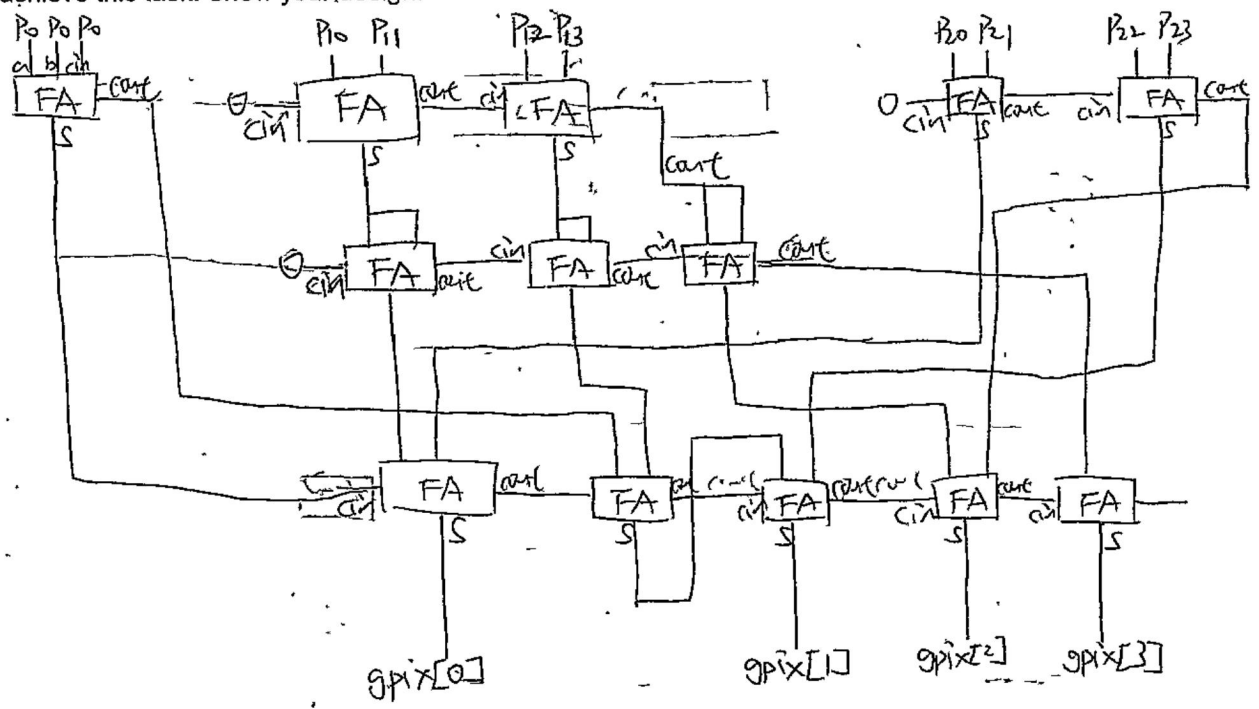 P0 P0 P0 P10 P11 P12 P13 P20 P21 P22 P23
a b cin
FA cout 0 cin FA cout cin FA 0 cin FA cout cin FA cout
S S S S S
cout
0 cin FA cout cin FA cout cin FA cout
cin FA cout FA cin FA cout cin FA cout cin FA
S S S S S
gpix[0] gpix[1] gpix[2] gpix[3]